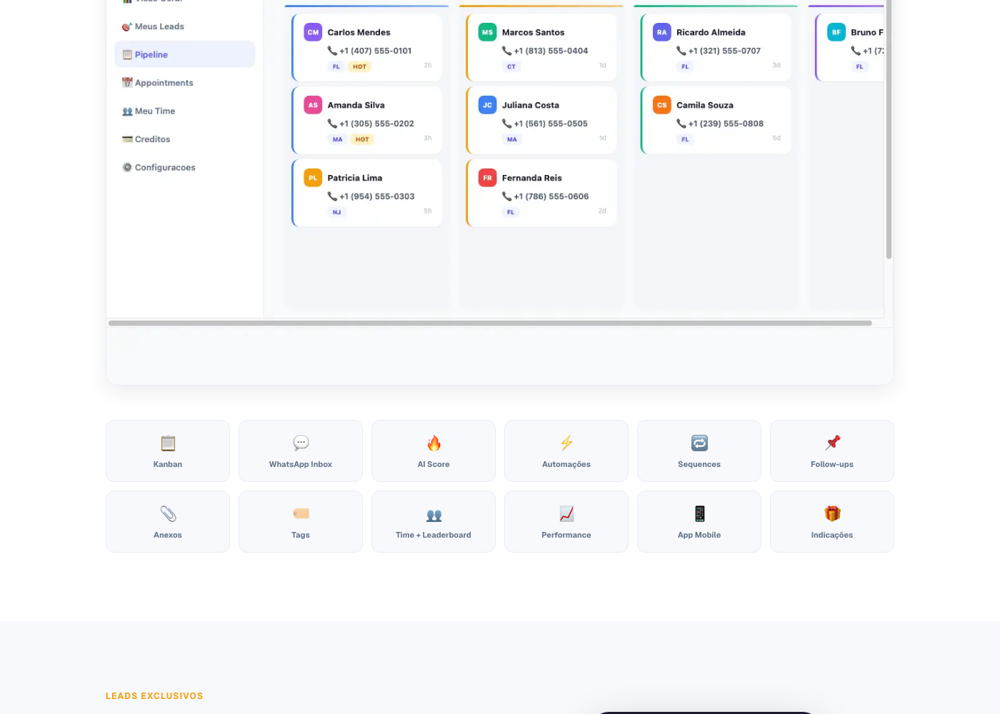 Visao Geral
Meus Leads
Pipeline
Appointments
Meu Time
Creditos
Configuracoes
CM Carlos Mendes
+1 (407) 555-0101
FL HOT 2h
AS Amanda Silva
+1 (305) 555-0202
MA HOT 3h
PL Patricia Lima
+1 (954) 555-0303
NJ 5h
MS Marcos Santos
+1 (813) 555-0404
CT 1d
JC Juliana Costa
+1 (561) 555-0505
MA 1d
FR Fernanda Reis
+1 (786) 555-0606
FL 2d
RA Ricardo Almeida
+1 (321) 555-0707
FL 3d
CS Camila Souza
+1 (239) 555-0808
FL 5d
BF Bruno F
+1 (72
FL
Kanban
WhatsApp Inbox
AI Score
Automações
Sequences
Follow-ups
Anexos
Tags
Time + Leaderboard
Performance
App Mobile
Indicações
LEADS EXCLUSIVOS